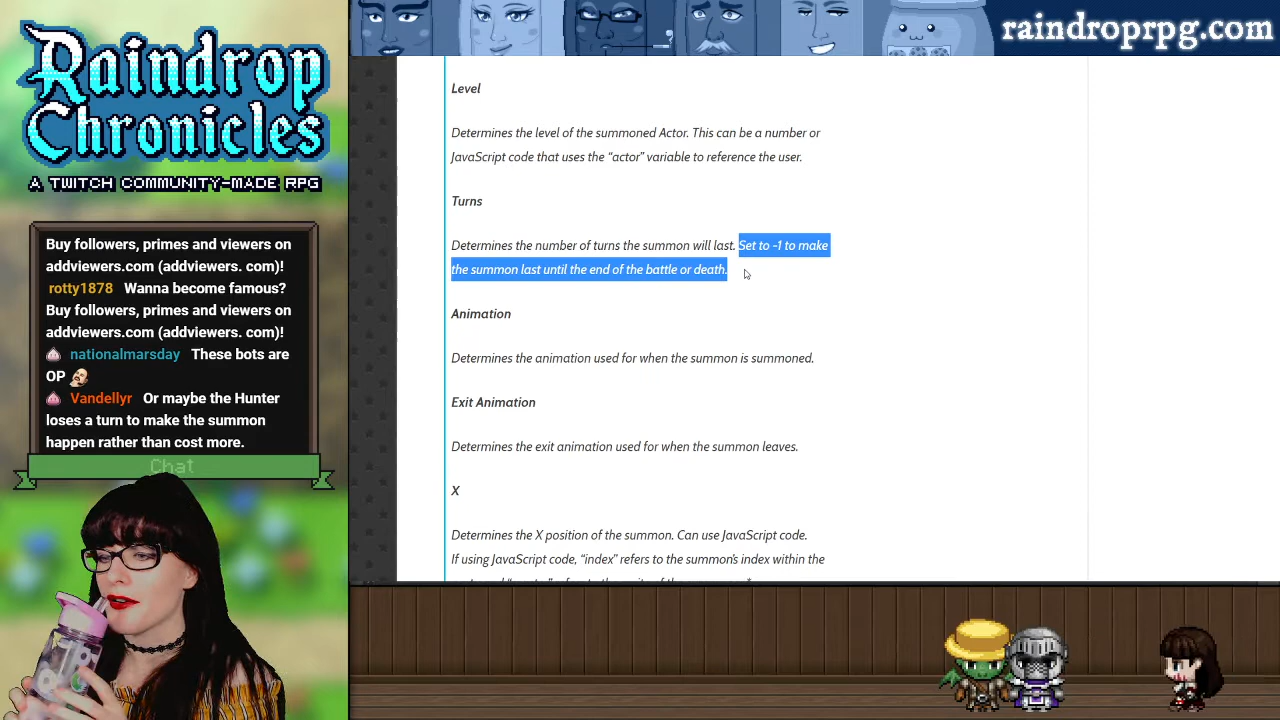 Raindrop
Chronicles
A TWITCH COMMUNITY-MADE RPG
Buy followers, primes and viewers on
addviewers.com (addviewers. com)!
rotty1878 Wanna become famous?
Buy followers, primes and viewers on
addviewers.com (addviewers. com)!
nationalmarsday These bots are
OP
Vandellyr Or maybe the Hunter
loses a turn to make the summon
happen rather than cost more.
Chat
raindroprpg.com
Level
Determines the level of the summoned Actor. This can be a number or
JavaScript code that uses the “actor” variable to reference the user.
Turns
Determines the number of turns the summon will last. Set to -1 to make
the summon last until the end of the battle or death.
Animation
Determines the animation used for when the summon is summoned.
Exit Animation
Determines the exit animation used for when the summon leaves.
X
Determines the X position of the summon. Can use JavaScript code.
If using JavaScript code, “index” refers to the summon's index within the